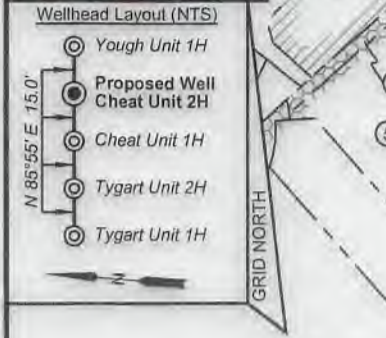 Wellhead Layout (NTS)
Yough Unit 1H
Proposed Well
Cheat Unit 2H
Cheat Unit 1H
Tygart Unit 2H
Tygart Unit 1H
N 85°55' E 15.0'
N
GRID NORTH